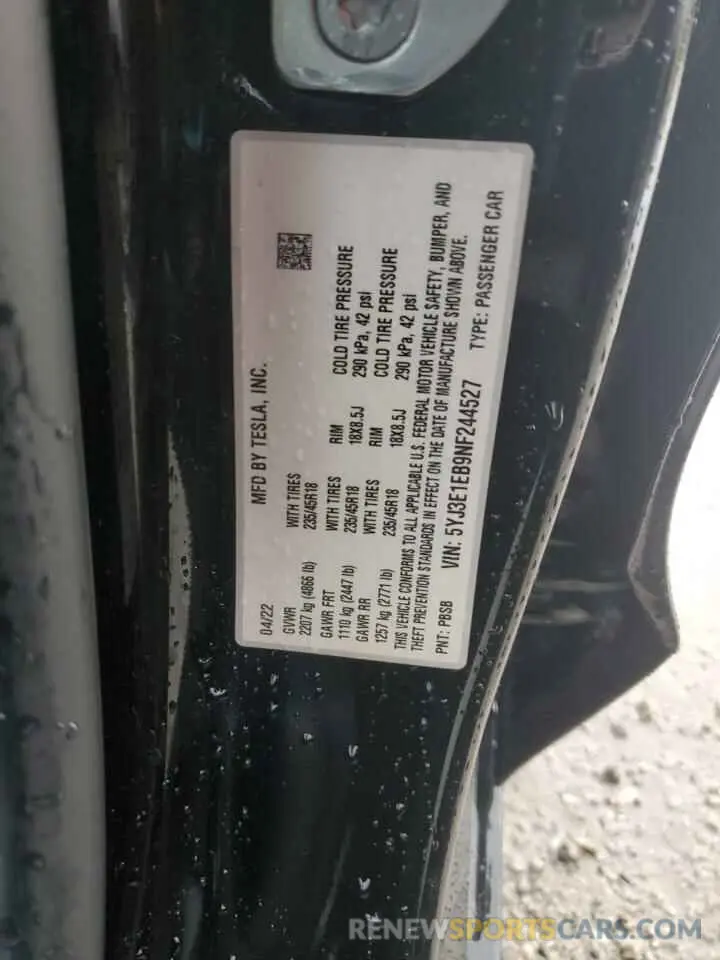 MFD BY TESLA, INC.
04/22
GVWR
2207 kg (4866 lb)
WITH TIRES
235/45R18
GAWR FRT
1110 kg (2447 lb)
WITH TIRES
235/45R18
RIM
18X8.5J
COLD TIRE PRESSURE
290 kPa, 42 psi
GAWR RR
1257 kg (2771 lb)
WITH TIRES
235/45R18
RIM
18X8.5J
COLD TIRE PRESSURE
290 kPa, 42 psi
THIS VEHICLE CONFORMS TO ALL APPLICABLE U.S. FEDERAL MOTOR VEHICLE SAFETY, BUMPER, AND
THEFT PREVENTION STANDARDS IN EFFECT ON THE DATE OF MANUFACTURE SHOWN ABOVE.
PNT: PBSB VIN: 5YJ3E1EB9NF244527 TYPE: PASSENGER CAR
RENEWSPORTSCARS.COM